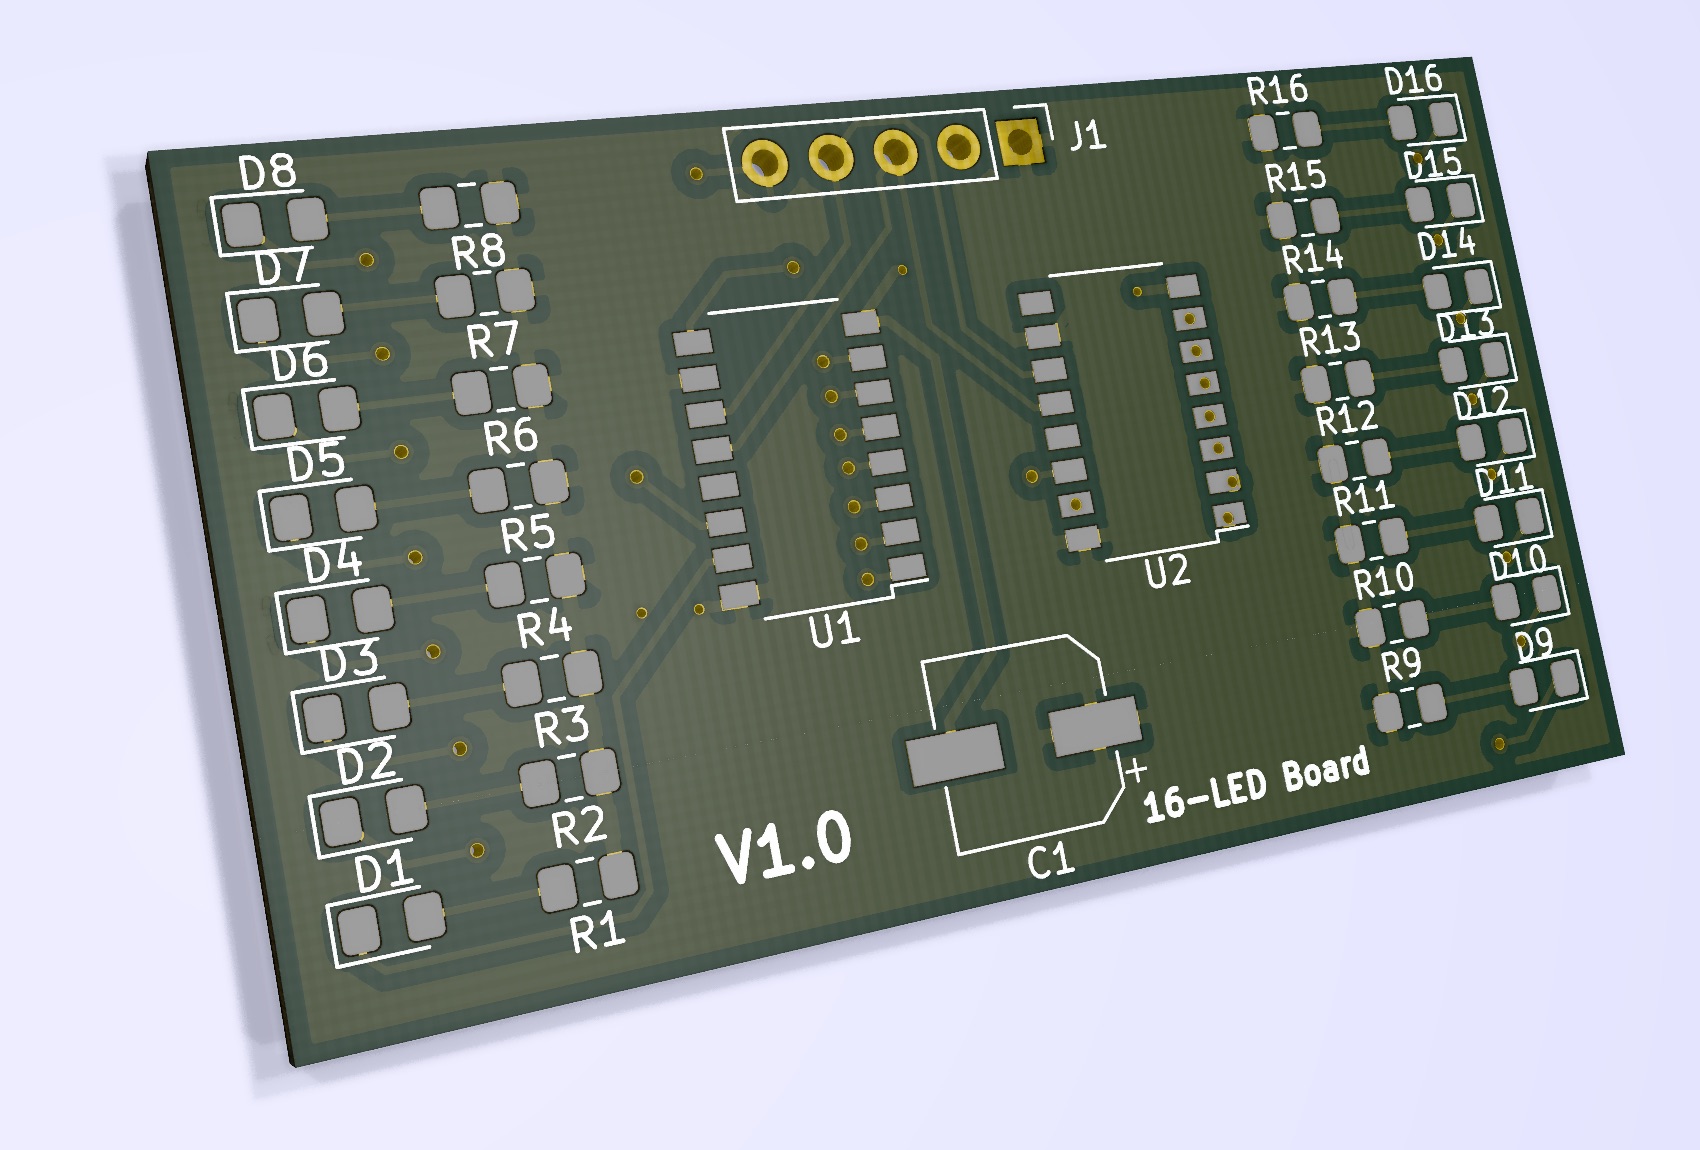 D8
D7
D6
D5
D4
D3
D2
D1
R8
R7
R6
R5
R4
R3
R2
R1
J1
U1
U2
R16
R15
R14
R13
R12
R11
R10
R9
D16
D15
D14
D13
D12
D11
D10
D9
+
C1
V1.0
16-LED Board